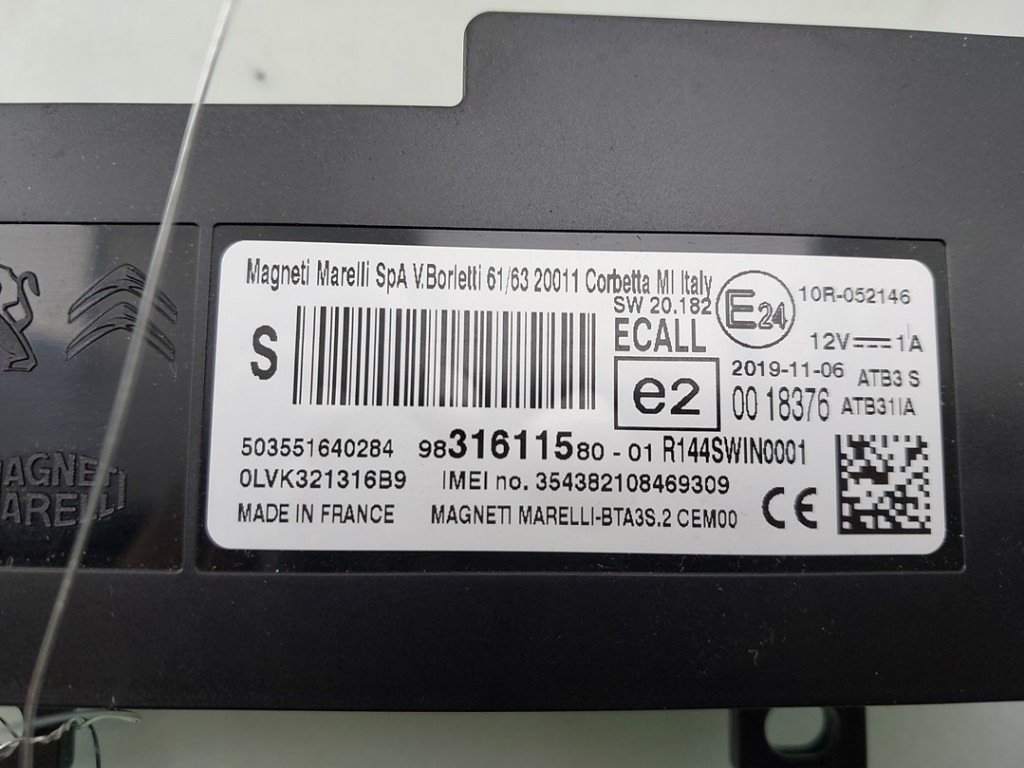 Magneti Marelli SpA V.Borletti 61/63 20011 Corbetta MI Italy
SW 20.182
E24
10R-052146
S
ECALL
12V 1A
e2
2019-11-06
ATB3 S
00 18376
ATB31IA
503551640284
9831611580-01 R144SWIN0001
0LVK321316B9
IMEI no. 354382108469309
MADE IN FRANCE
MAGNETI MARELLI-BTA3S.2 CEM00
CE
MAGNETI
MARELLI